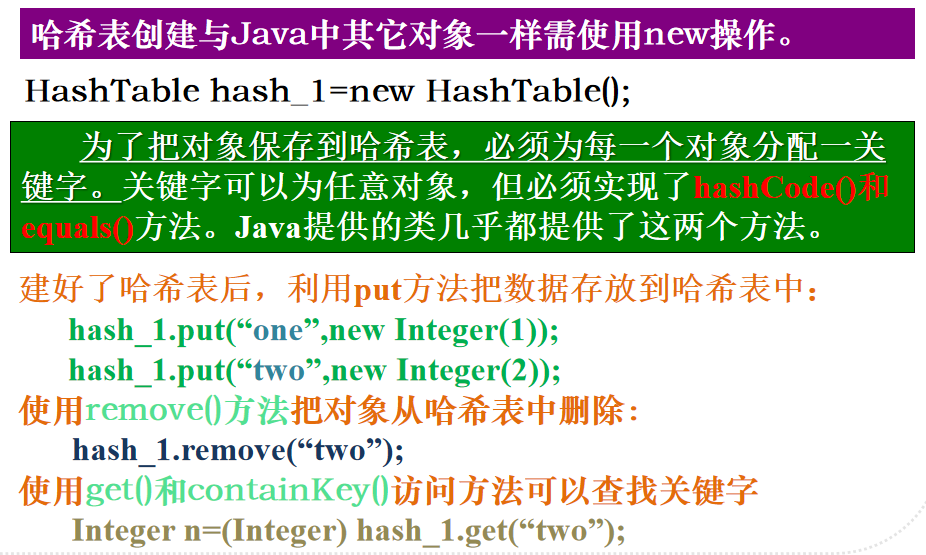 哈希表创建与Java中其它对象一样需使用new操作。
HashTable hash_1=new HashTable();
为了把对象保存到哈希表，必须为每一个对象分配一关
键字。关键字可以为任意对象，但必须实现了hashCode()和
equals()方法。Java提供的类几乎都提供了这两个方法。
建好了哈希表后，利用put方法把数据存放到哈希表中：
hash_1.put(“one”,new Integer(1));
hash_1.put(“two”,new Integer(2));
使用remove()方法把对象从哈希表中删除：
hash_1.remove(“two”);
使用get()和containKey()访问方法可以查找关键字
Integer n=(Integer) hash_1.get(“two”);